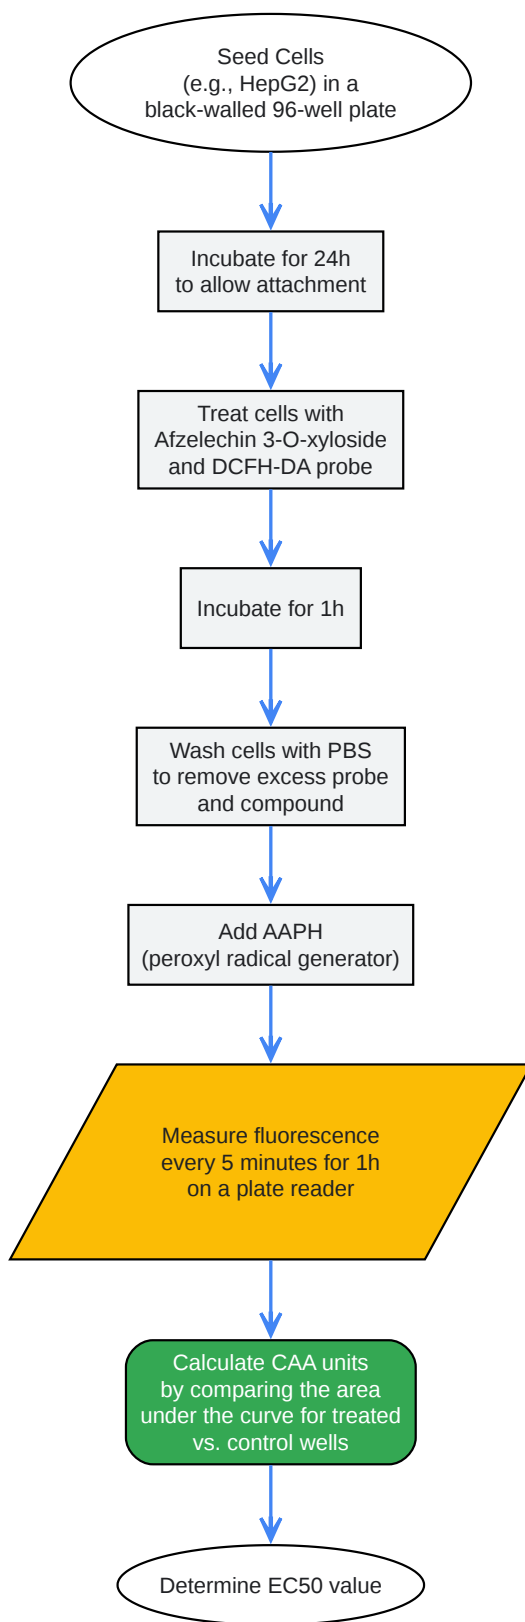 Seed Cells
(e.g., HepG2) in a
black-walled 96-well plate
Incubate for 24h
to allow attachment
Treat cells with
Afzelechin 3-O-xyloside
and DCFH-DA probe
Incubate for 1h
Wash cells with PBS
to remove excess probe
and compound
Add AAPH
(peroxyl radical generator)
Measure fluorescence
every 5 minutes for 1h
on a plate reader
Calculate CAA units
by comparing the area
under the curve for treated
vs. control wells
Determine EC50 value